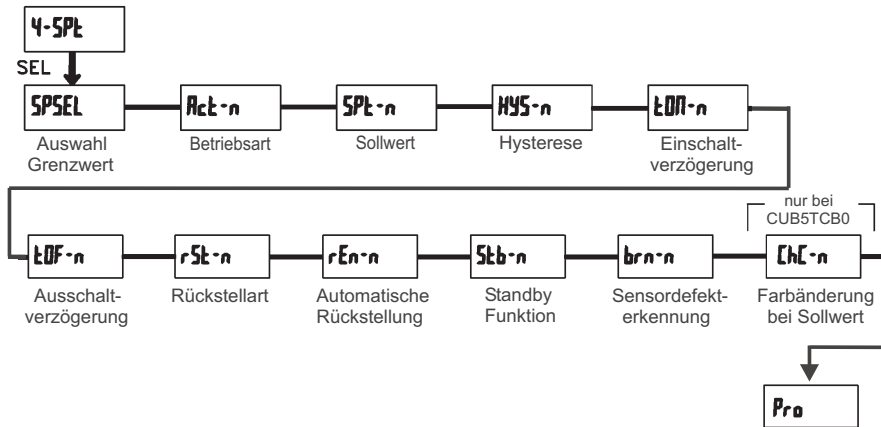 4-SPt
SEL
SPSEL
Act-n
SPt-n
HYS-n
tON-n
Auswahl
Grenzwert
Betriebsart
Sollwert
Hysterese
Einschalt-
verzögerung
nur bei
CUB5TCB0
tOF-n
rSt-n
rEn-n
Stb-n
brn-n
ChC-n
Ausschalt-
verzögerung
Rückstellart
Automatische
Rückstellung
Standby
Funktion
Sensordefekt-
erkennung
Farbänderung
bei Sollwert
Pro